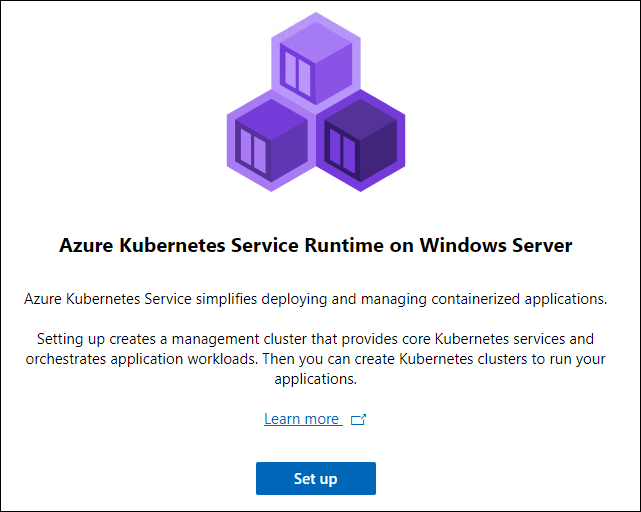 Azure Kubernetes Service Runtime on Windows Server
Azure Kubernetes Service simplifies deploying and managing containerized applications.
Setting up creates a management cluster that provides core Kubernetes services and
orchestrates application workloads. Then you can create Kubernetes clusters to run your
applications.
Learn more
Set up